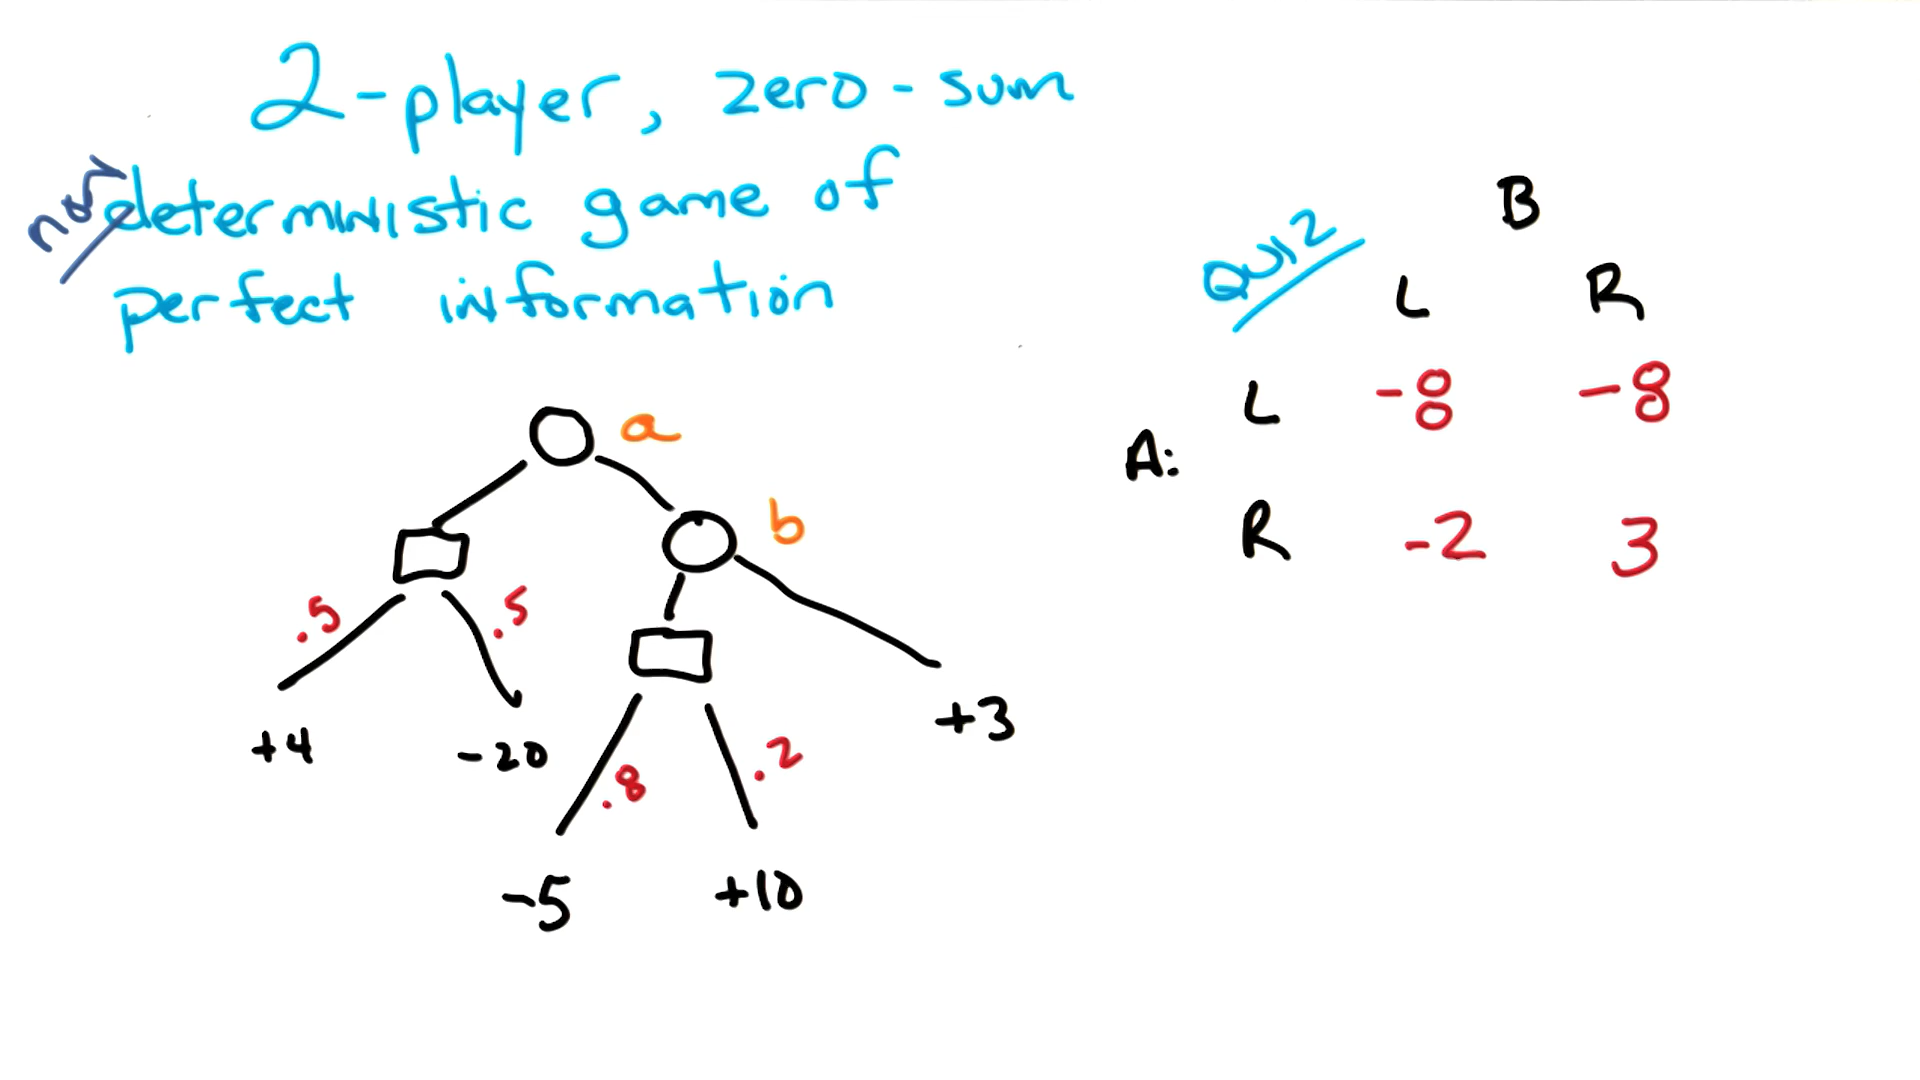 2-player, zero-sum
non deterministic game of
perfect information
QUIZ
B
L R
L -8 -8
A:
R -2 3
a
b
.5 .5
+4 -20
+3
.8 .2
-5 +10